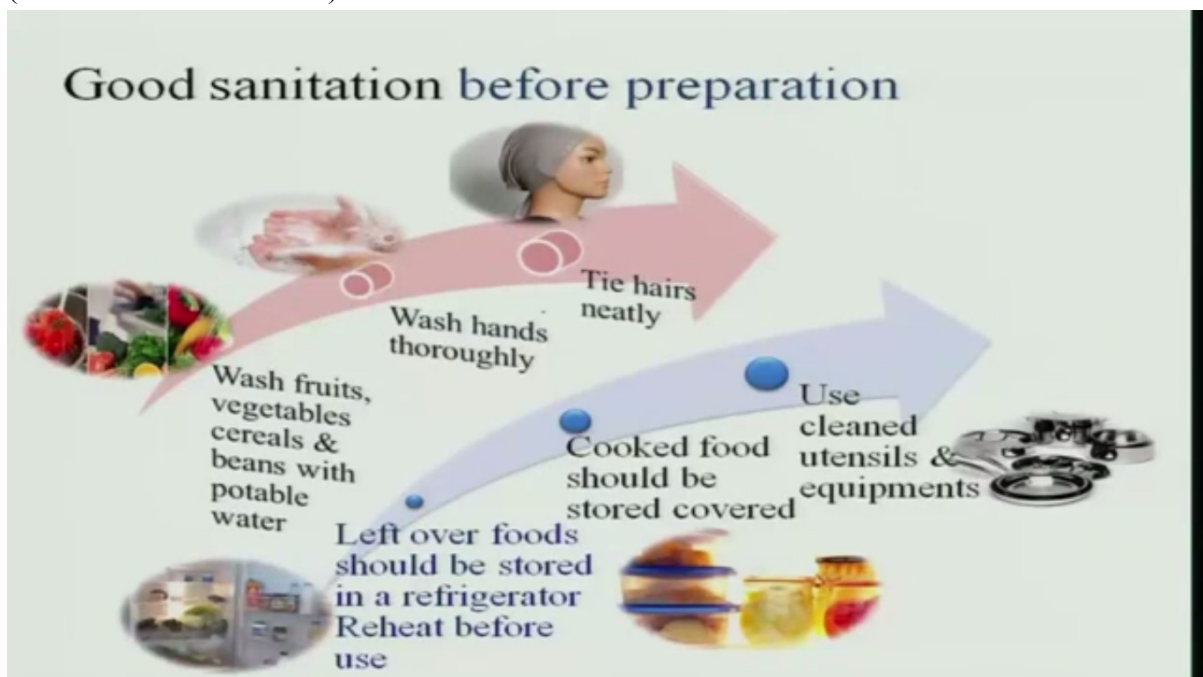 Good sanitation before preparation
Tie hairs
neatly
Wash hands
thoroughly
Wash fruits,
vegetables
cereals &
beans with
potable
water
Use
cleaned
utensils &
equipments
Cooked food
should be
stored covered
Left over foods
should be stored
in a refrigerator
Reheat before
use